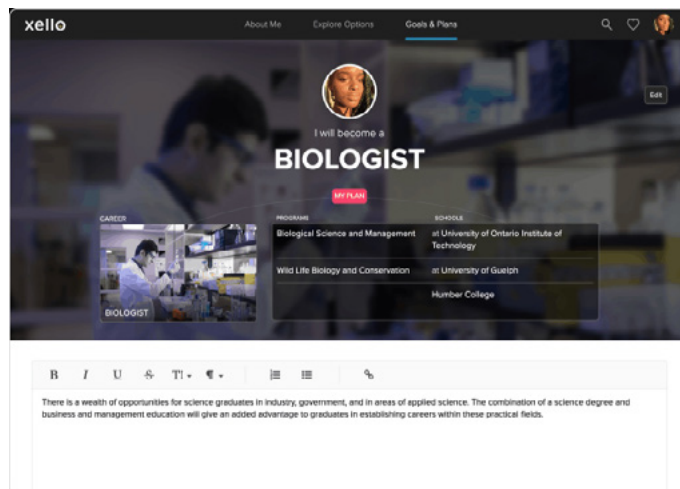 xello
About Me
Explore Options
Goals & Plans
Edit
I will become a
BIOLOGIST
MY PLAN
CAREER
BIOLOGIST
PROGRAMS
SCHOOLS
Biological Science and Management
at University of Ontario Institute of
Technology
Wild Life Biology and Conservation
at University of Guelph
Humber College
B I U S T! ¶
There is a wealth of opportunities for science graduates in industry, government, and in areas of applied science. The combination of a science degree and
business and management education will give an added advantage to graduates in establishing careers within these practical fields.